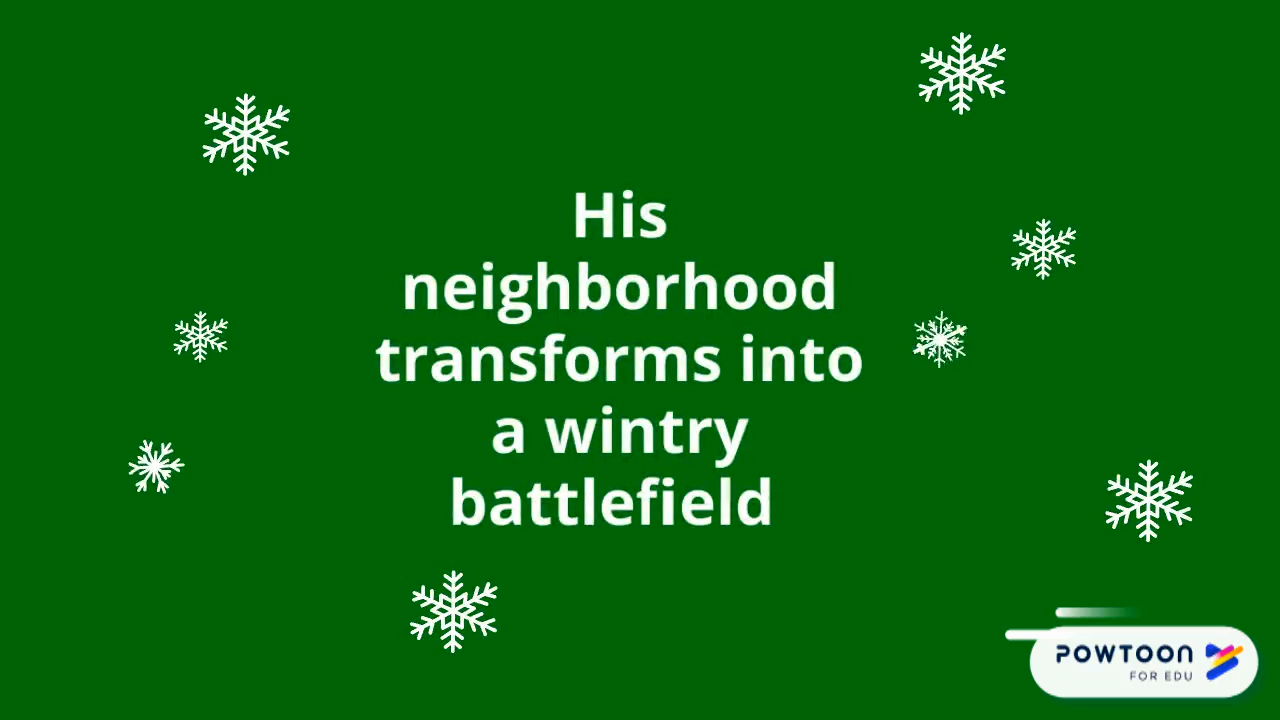 His
neighborhood
transforms into
a wintry
battlefield
POWTOON
FOR EDU